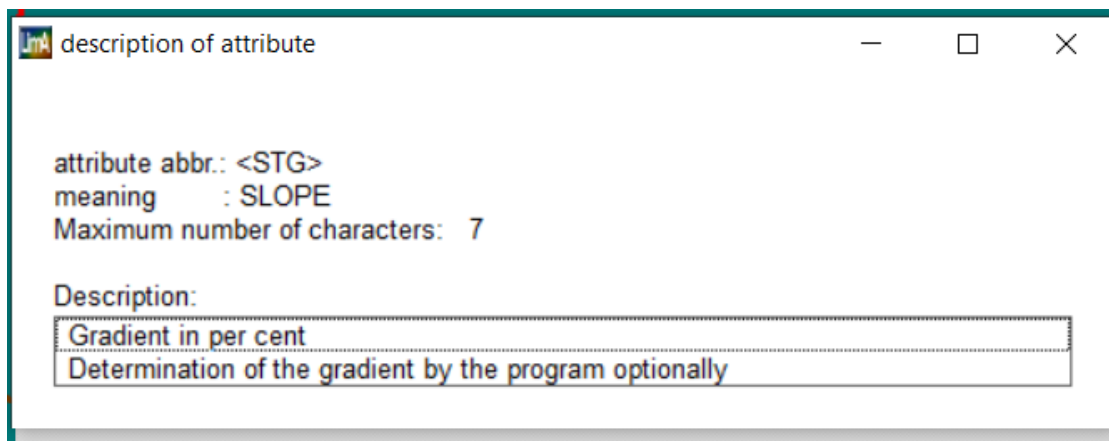 LimA description of attribute
attribute abbr.: <STG>
meaning : SLOPE
Maximum number of characters: 7
Description:
Gradient in per cent
Determination of the gradient by the program optionally